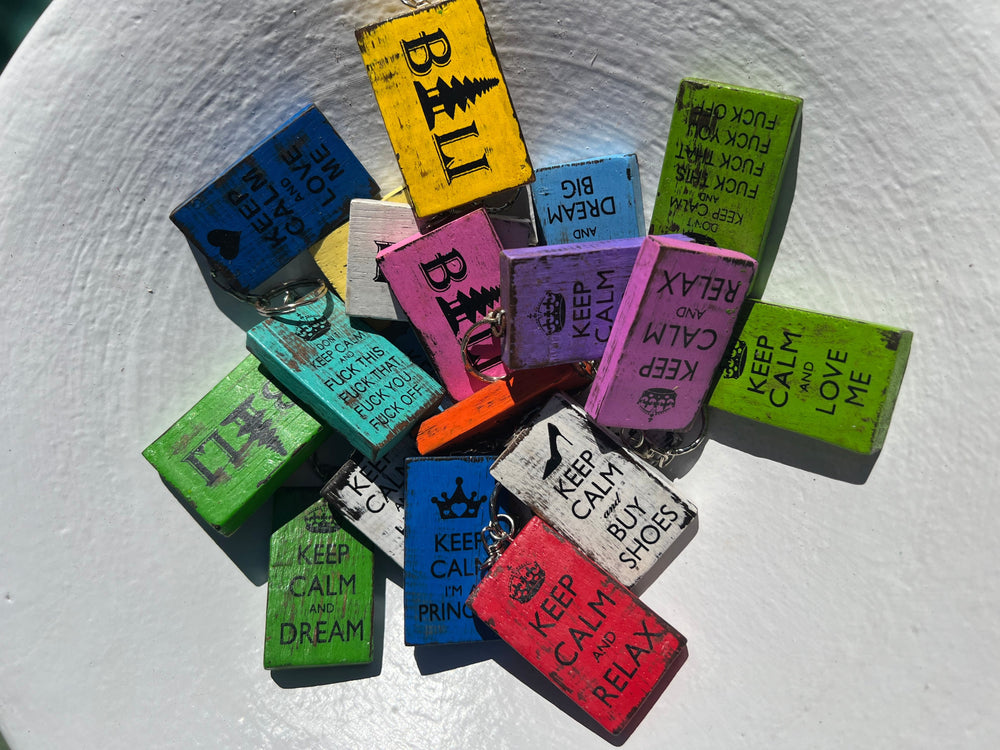 BALI
KEEP
CALM
AND
LOVE
ME
DREAM
BIG
AND
DON'T
KEEP CALM
AND
FUCK THIS
FUCK THAT
FUCK YOU
FUCK OFF
BALI
KEEP
CALM
KEEP
CALM
AND
RELAX
KEEP
CALM
AND
LOVE
ME
DON'T
KEEP CALM
AND
FUCK THIS
FUCK THAT
FUCK YOU
FUCK OFF
KEEP
CALM
KEEP
CALM
and
BUY
SHOES
KEEP
CALM
AND
DREAM
KEEP
CALM
I'M A
KEEP
CALM
AND
RELAX